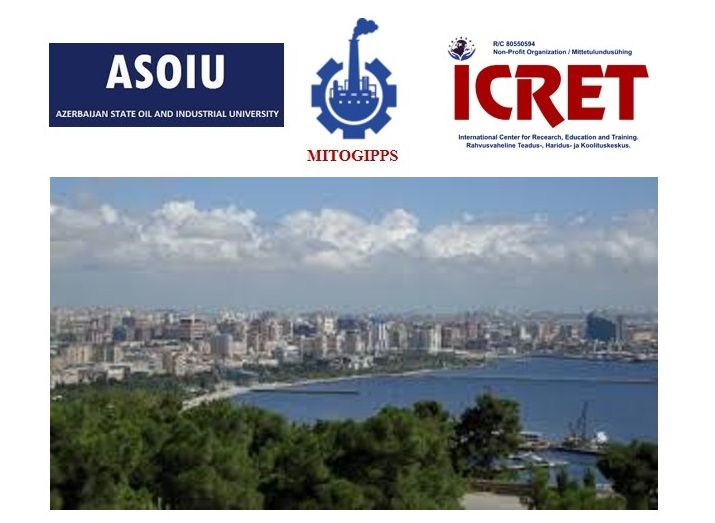 ASOIU
AZERBAIJAN STATE OIL AND INDUSTRIAL UNIVERSITY
MITOGIPPS
R/C 80550594
Non-Profit Organization / Mittetulundusühing
ICRET
International Center for Recearch, Education and Training.
Rahvusvaheline Teadus-, Haridus- ja Koolituskeskus.